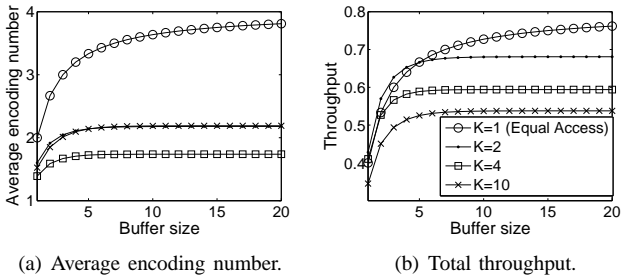 4
3
2
1
5
10
15
20
Average encoding number
Buffer size
0.8
0.7
0.6
0.5
0.4
5
10
15
20
Throughput
Buffer size
K=1 (Equal Access)
K=2
K=4
K=10
(a) Average encoding number.
(b) Total throughput.